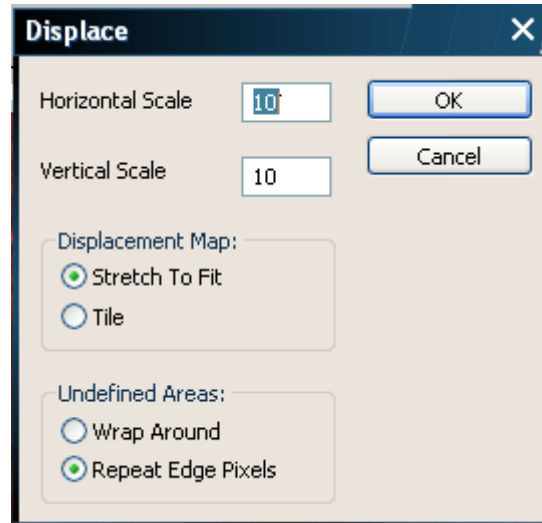 Displace
Horizontal Scale 10 OK
Vertical Scale 10 Cancel
Displacement Map:
Stretch To Fit
Tile
Undefined Areas:
Wrap Around
Repeat Edge Pixels